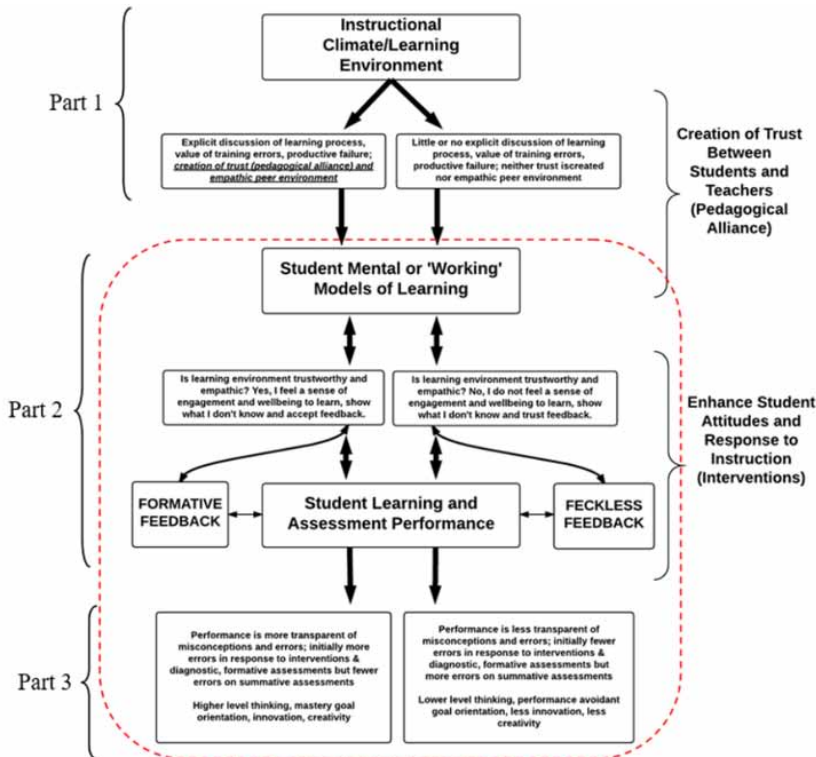 Instructional
Climate/Learning
Environment
Part 1
Explicit discussion of learning process,
value of training errors, productive failure;
creation of trust (pedagogical alliance) and
empathic peer environment
Little or no explicit discussion of learning
process, value of training errors,
productive failure; neither trust iscreated
nor empathic peer environment
Creation of Trust
Between
Students and
Teachers
(Pedagogical
Alliance)
Student Mental or 'Working'
Models of Learning
Part 2
Is learning environment trustworthy and
empathic? Yes, I feel a sense of
engagement and wellbeing to learn, show
what I don't know and accept feedback.
Is learning environment trustworthy and
empathic? No, I do not feel a sense of
engagement and wellbeing to learn, show
what I don't know and trust feedback.
Enhance Student
Attitudes and
Response to
Instruction
(Interventions)
FORMATIVE
FEEDBACK
Student Learning and
Assessment Performance
FECKLESS
FEEDBACK
Part 3
Performance is more transparent of
misconceptions and errors; initially more
errors in response to interventions &
diagnostic, formative assessments but fewer
errors on summative assessments
Higher level thinking, mastery goal
orientation, innovation, creativity
Performance is less transparent of
misconceptions and errors; initially fewer
errors in response to interventions &
diagnostic, formative assessments but
more errors on summative assessments
Lower level thinking, performance avoidant
goal orientation, less innovation, less
creativity